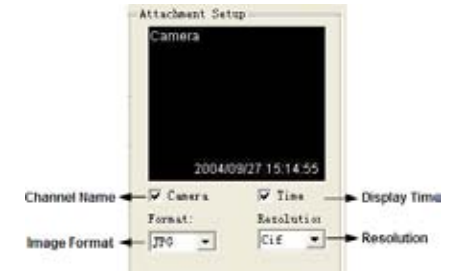 Attachment Setup
Camera
2004/09/27 15:14:55
Channel Name Camera Time Display Time
Format: Resolution
Image Format JPG Cif Resolution